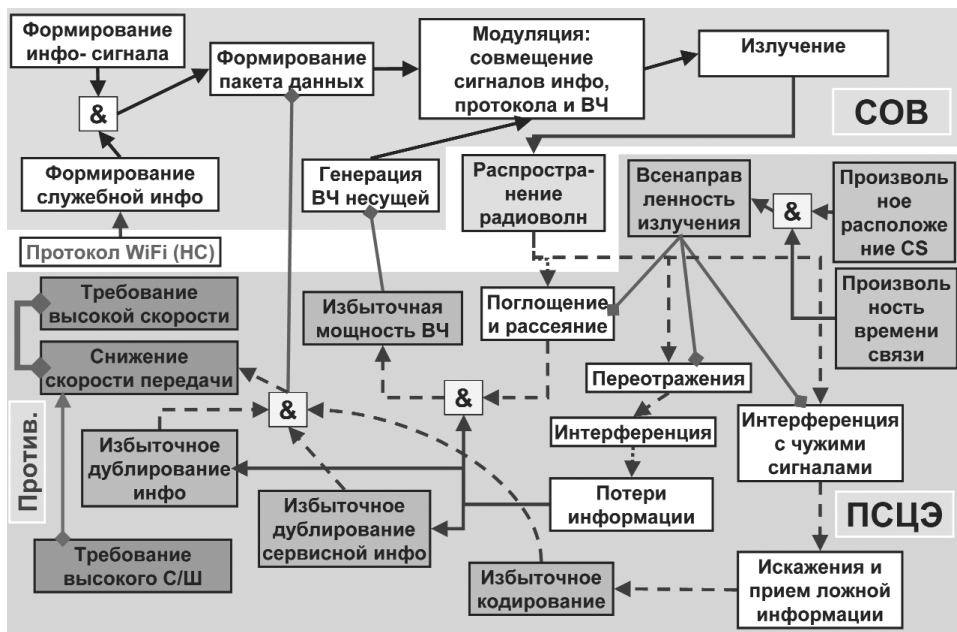 Формирование
инфо- сигнала
Формирование
пакета данных
Модуляция:
совмещение
сигналов инфо,
протокола и ВЧ
Излучение
&
СОВ
Формирование
служебной инфо
Генерация
ВЧ несущей
Распростра-
нение
радиоволн
Всенаправ
ленность
излучения
&
Произволь
ное
расположе
ние CS
Протокол WiFi (НС)
Требование
высокой скорости
Избыточная
мощность ВЧ
Поглощение
и рассеяние
Произволь
ность
времени
связи
Снижение
скорости передачи
Переотражения
&
&
Против.
Избыточное
дублирование
инфо
Интерференция
Интерференция
с чужими
сигналами
Избыточное
дублирование
сервисной инфо
Потери
информации
ПСЦЭ
Требование
высокого С/Ш
Избыточное
кодирование
Искажения и
прием ложной
информации